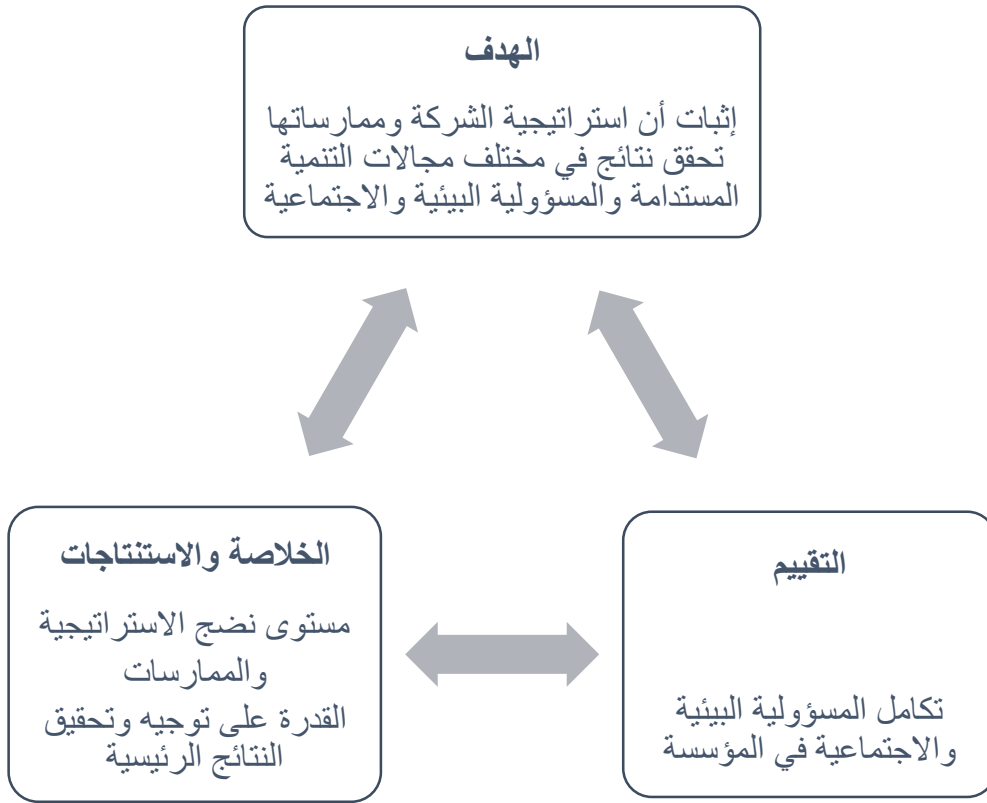 الهدف
إثبات أن استراتيجية الشركة وممارساتها
تحقق نتائج في مختلف مجالات التنمية
المستدامة والمسؤولية البيئية والاجتماعية
التقييم
تكامل المسؤولية البيئية
والاجتماعية في المؤسسة
الخلاصة والاستنتاجات
مستوى نضج الاستراتيجية
والممارسات
القدرة على توجيه وتحقيق
النتائج الرئيسية